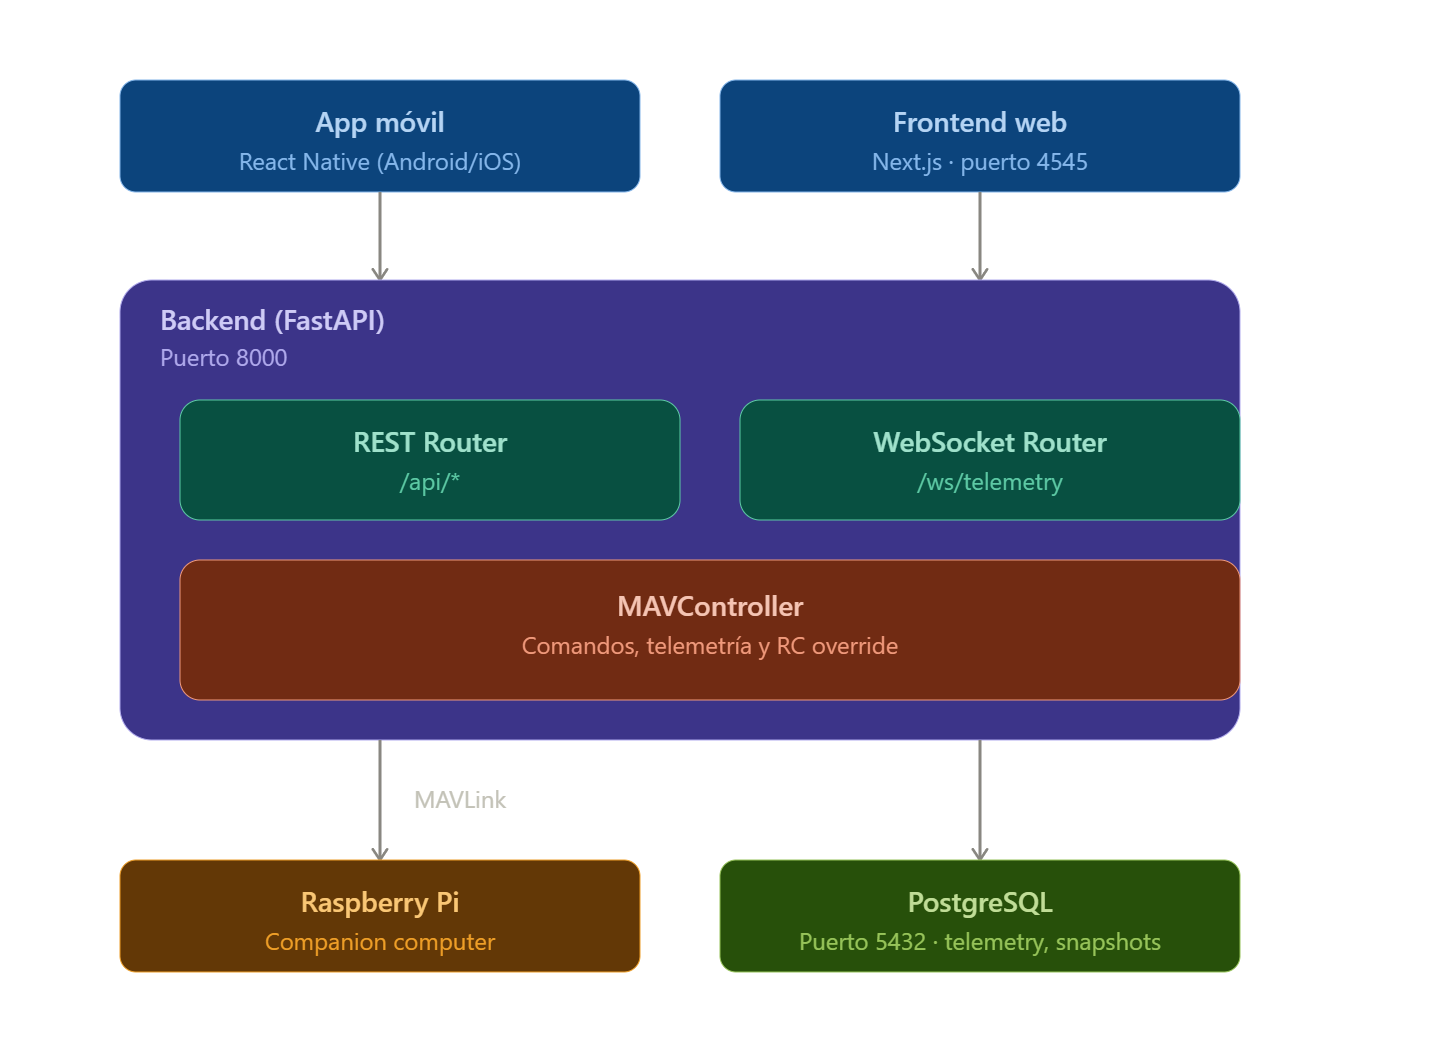 App móvil
React Native (Android/iOS)
Frontend web
Next.js · puerto 4545
Backend (FastAPI)
Puerto 8000
REST Router
/api/*
WebSocket Router
/ws/telemetry
MAVController
Comandos, telemetría y RC override
MAVLink
Raspberry Pi
Companion computer
PostgreSQL
Puerto 5432 · telemetry, snapshots